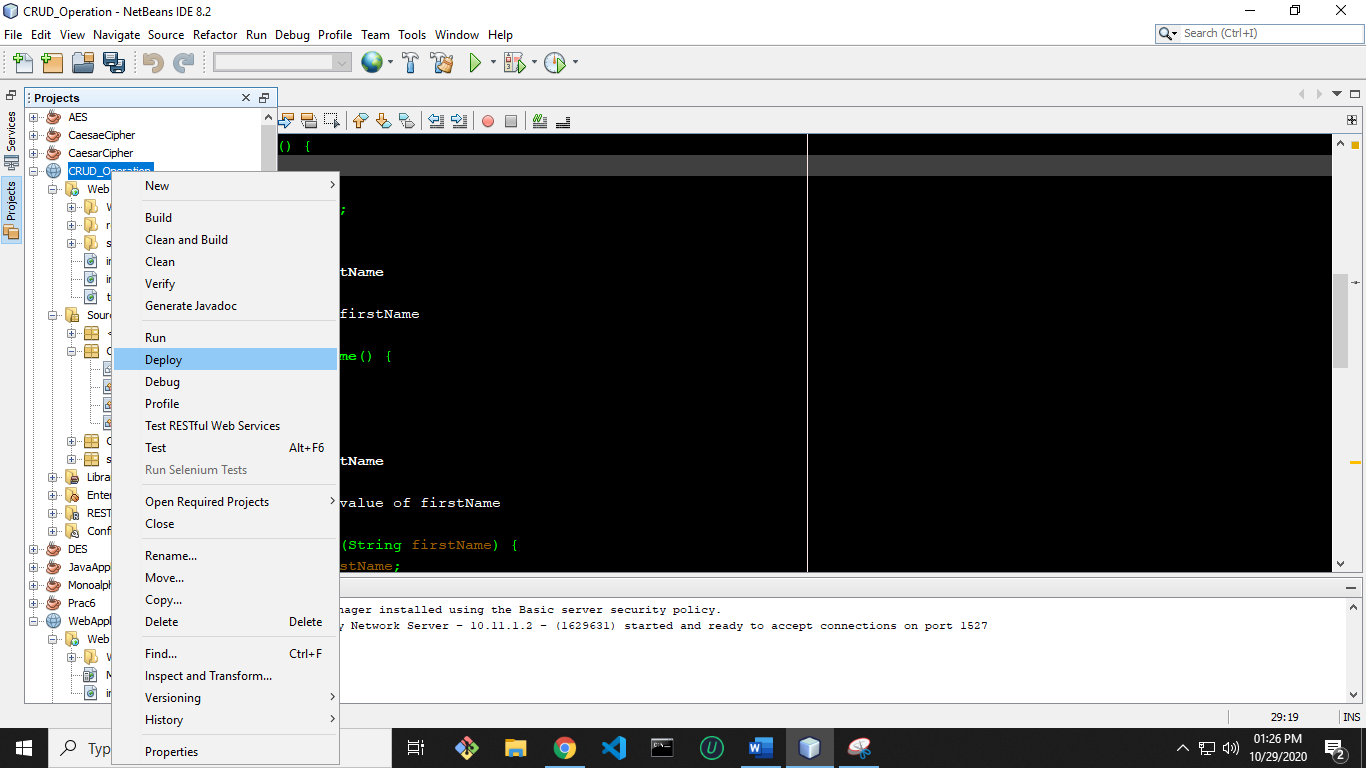 CRUD_Operation - NetBeans IDE 8.2
File Edit View Navigate Source Refactor Run Debug Profile Team Tools Window Help
Search (Ctrl+I)
Projects
Services
Projects
AES
CaesaeCipher
CaesarCipher
CRUD_Operation
Web
Sour
Libra
Enter
REST
Conf
DES
JavaAppl
Monoalph
Prac6
WebAppl
Web
New
Build
Clean and Build
Clean
Verify
Generate Javadoc
Run
Deploy
Debug
Profile
Test RESTful Web Services
Test Alt+F6
Run Selenium Tests
Open Required Projects
Close
Rename...
Move...
Copy...
Delete Delete
Find... Ctrl+F
Inspect and Transform...
Versioning
History
Properties
() {
;
tName
firstName
me() {
tName
value of firstName
(String firstName) {
stName;
nager installed using the Basic server security policy.
y Network Server - 10.11.1.2 - (1629631) started and ready to accept connections on port 1527
29:19 INS
Typ
01:26 PM
10/29/2020
2